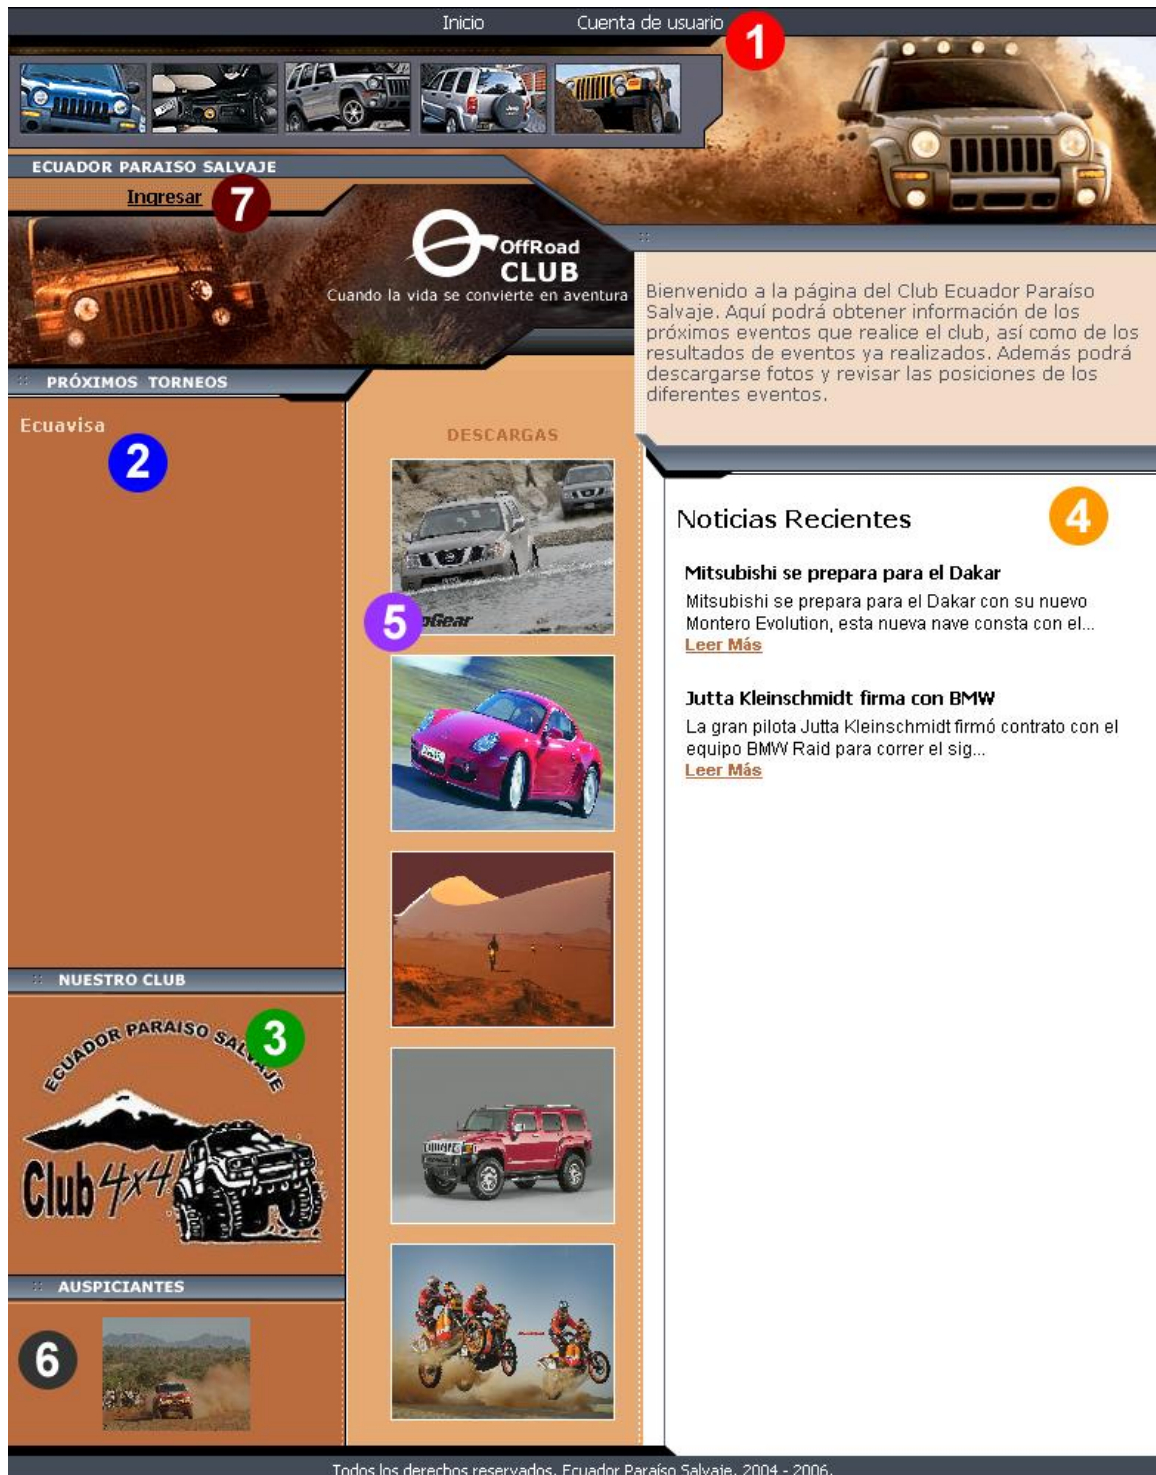 Inicio
Cuenta de usuario
1
ECUADOR PARAISO SALVAJE
Ingresar
7
OffRoad
CLUB
Cuando la vida se convierte en aventura
Bienvenido a la página del Club Ecuador Paraíso
Salvaje. Aquí podrá obtener información de los
próximos eventos que realice el club, así como de los
resultados de eventos ya realizados. Además podrá
descargarse fotos y revisar las posiciones de los
diferentes eventos.
PRÓXIMOS TORNEOS
Ecuavisa
2
DESCARGAS
5
pGear
4
Noticias Recientes
Mitsubishi se prepara para el Dakar
Mitsubishi se prepara para el Dakar con su nuevo
Montero Evolution, esta nueva nave consta con el...
Leer Más
Jutta Kleinschmidt firma con BMW
La gran pilota Jutta Kleinschmidt firmó contrato con el
equipo BMW Raid para correr el sig...
Leer Más
NUESTRO CLUB
3
ECUADOR PARAISO SALVAJE
Club 4x4
AUSPICIANTES
6
Todos los derechos reservados. Ecuador Paraíso Salvaje. 2004 - 2006.